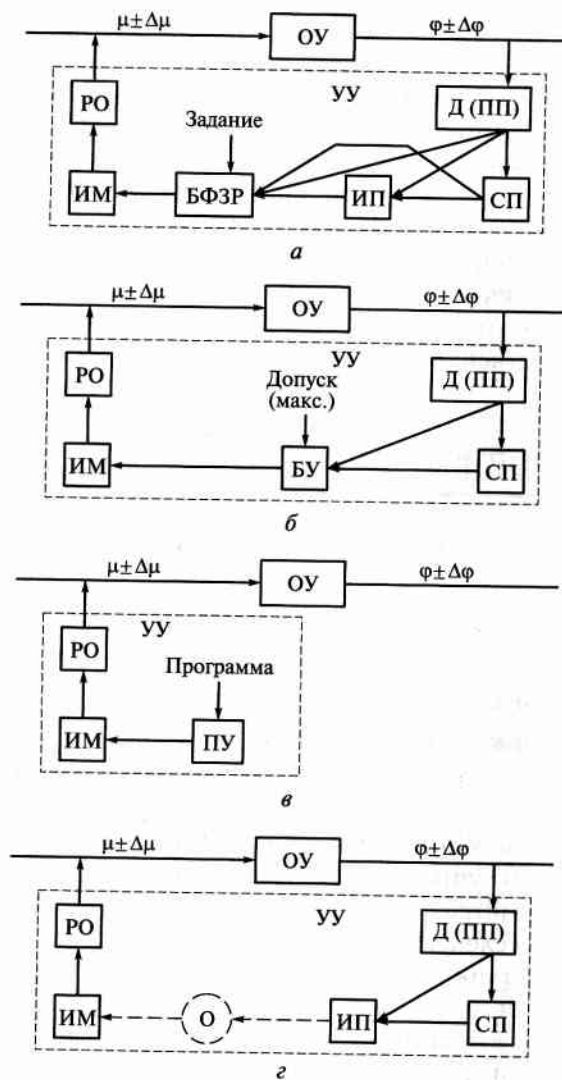 μ±Δμ ОУ φ±Δφ
УУ
РО Д (ПП)
Задание
ИМ БФЗР ИП СП
а
μ±Δμ ОУ φ±Δφ
УУ
РО Д (ПП)
Допуск
(макс.)
ИМ БУ СП
б
μ±Δμ ОУ φ±Δφ
УУ
РО
Программа
ИМ ПУ
в
μ±Δμ ОУ φ±Δφ
УУ
РО Д (ПП)
ИМ О ИП СП
г